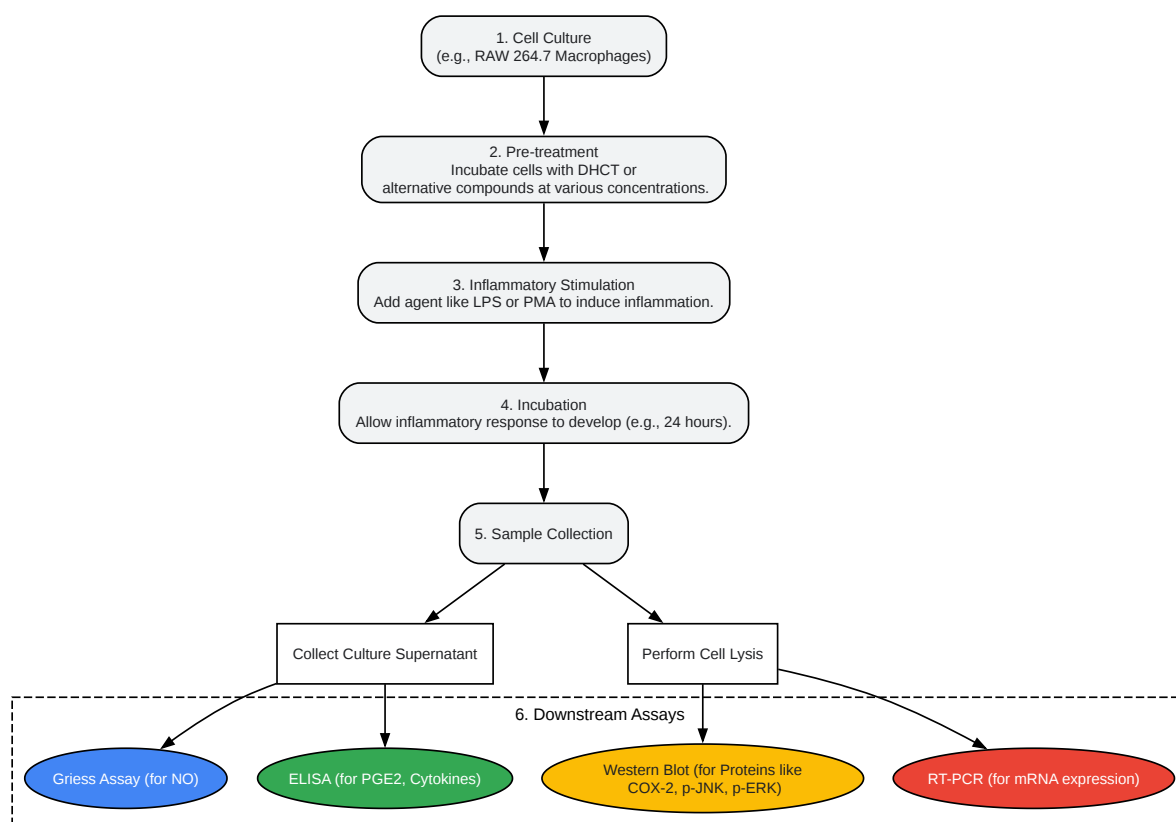 1. Cell Culture
(e.g., RAW 264.7 Macrophages)
2. Pre-treatment
Incubate cells with DHCT or
alternative compounds at various concentrations.
3. Inflammatory Stimulation
Add agent like LPS or PMA to induce inflammation.
4. Incubation
Allow inflammatory response to develop (e.g., 24 hours).
5. Sample Collection
Collect Culture Supernatant
Perform Cell Lysis
6. Downstream Assays
Griess Assay (for NO)
ELISA (for PGE2, Cytokines)
Western Blot (for Proteins like
COX-2, p-JNK, p-ERK)
RT-PCR (for mRNA expression)